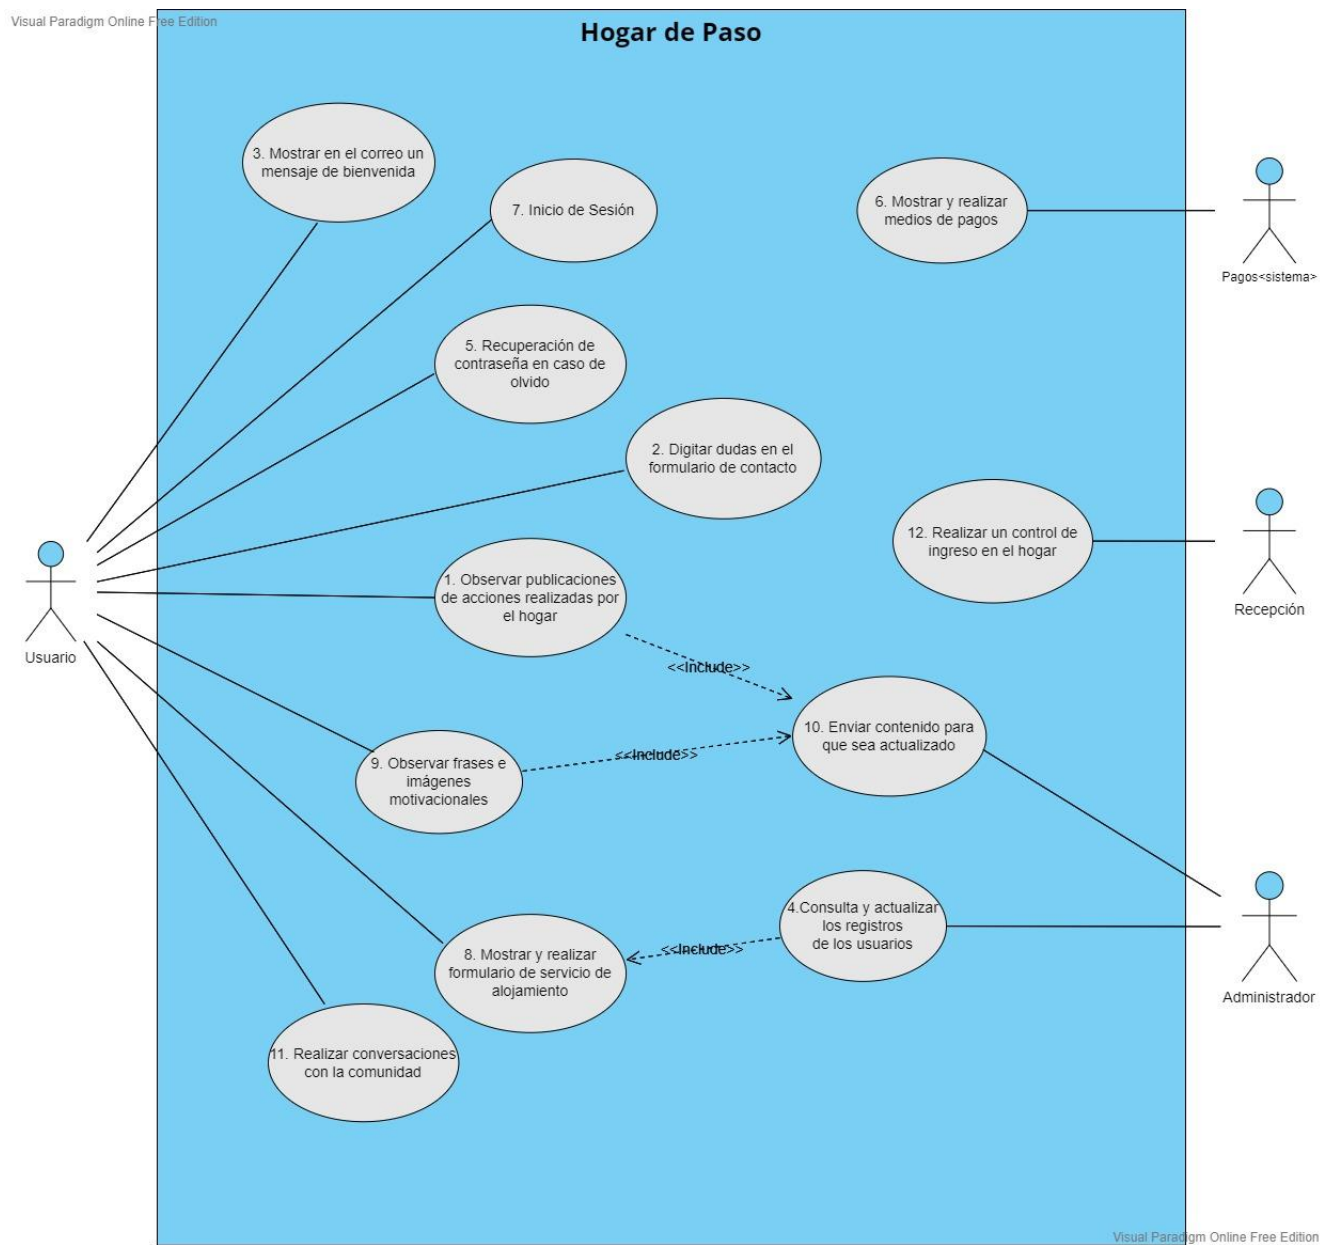 Visual Paradigm Online Free Edition
Hogar de Paso
3. Mostrar en el correo un
mensaje de bienvenida
7. Inicio de Sesión
6. Mostrar y realizar
medios de pagos
Pagos<sistema>
5. Recuperación de
contraseña en caso de
olvido
2. Digitar dudas en el
formulario de contacto
12. Realizar un control de
ingreso en el hogar
Recepción
Usuario
1. Observar publicaciones
de acciones realizadas por
el hogar
<<Include>>
10. Enviar contenido para
que sea actualizado
<<Include>>
9. Observar frases e
imágenes
motivacionales
4.Consulta y actualizar
los registros
de los usuarios
<<Include>>
8. Mostrar y realizar
formulario de servicio de
alojamiento
Administrador
11. Realizar conversaciones
con la comunidad
Visual Paradigm Online Free Edition